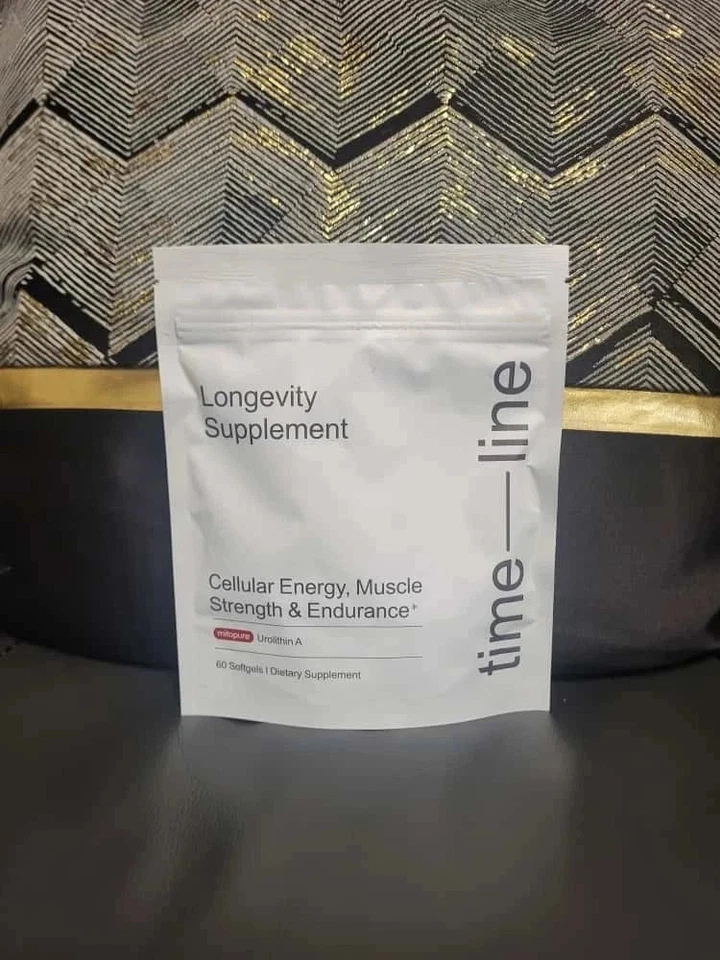 Longevity
Supplement
time—line
Cellular Energy, Muscle
Strength & Endurance⁺
mitopure Urolithin A
60 Softgels | Dietary Supplement